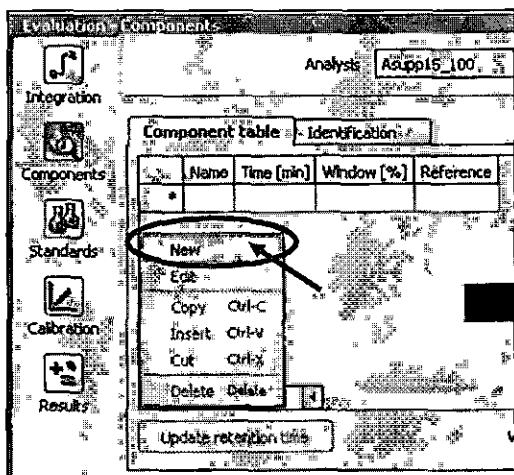 Evaluation - Components
Analysis Asupp15_100
Integration
Component table Identification
Name Time [min] Window [%] Reference
Components
*
Standards
New
Edit
Copy Ctrl-C
Insert Ctrl-V
Calibration
Cut Ctrl-X
Delete Delete
Results
Update retention time